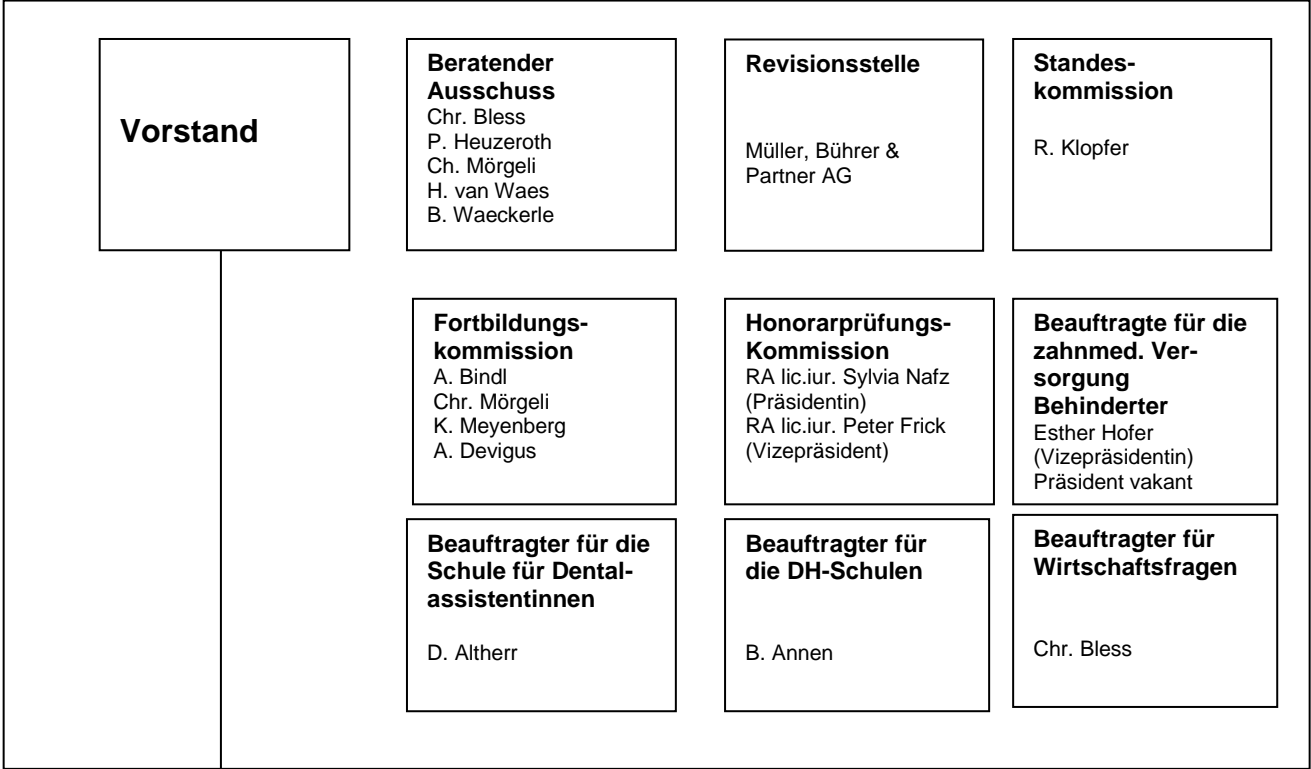 Vorstand
Beratender
Ausschuss
Chr. Bless
P. Heuzeroth
Ch. Mörgeli
H. van Waes
B. Waeckerle
Revisionsstelle
Müller, Bührer &
Partner AG
Standes-
kommission
R. Klopfer
Fortbildungs-
kommission
A. Bindl
Chr. Mörgeli
K. Meyenberg
A. Devigus
Honorarprüfungs-
Kommission
RA lic.iur. Sylvia Nafz
(Präsidentin)
RA lic.iur. Peter Frick
(Vizepräsident)
Beauftragte für die
zahnmed. Ver-
sorgung
Behinderter
Esther Hofer
(Vizepräsidentin)
Präsident vakant
Beauftragter für die
Schule für Dental-
assistentinnen
D. Altherr
Beauftragter für
die DH-Schulen
B. Annen
Beauftragter für
Wirtschaftsfragen
Chr. Bless